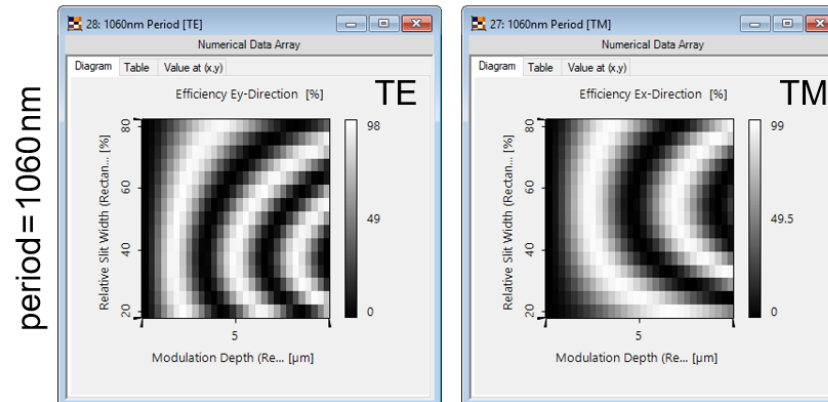 period = 1060nm
28: 1060nm Period [TE]
Numerical Data Array
Diagram Table Value at (x,y)
Efficiency Ey-Direction [%]
TE
Relative Slit Width (Rectan... [%]
80
60
40
20
98
49
0
5
Modulation Depth (Re... [µm]
27: 1060nm Period [TM]
Numerical Data Array
Diagram Table Value at (x,y)
Efficiency Ex-Direction [%]
TM
Relative Slit Width (Rectan... [%]
80
60
40
20
99
49.5
0
5
Modulation Depth (Re... [µm]